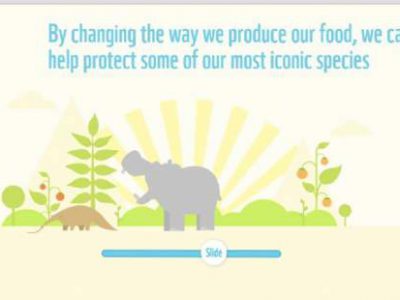 By changing the way we produce our food, we ca
help protect some of our most iconic species
Slide